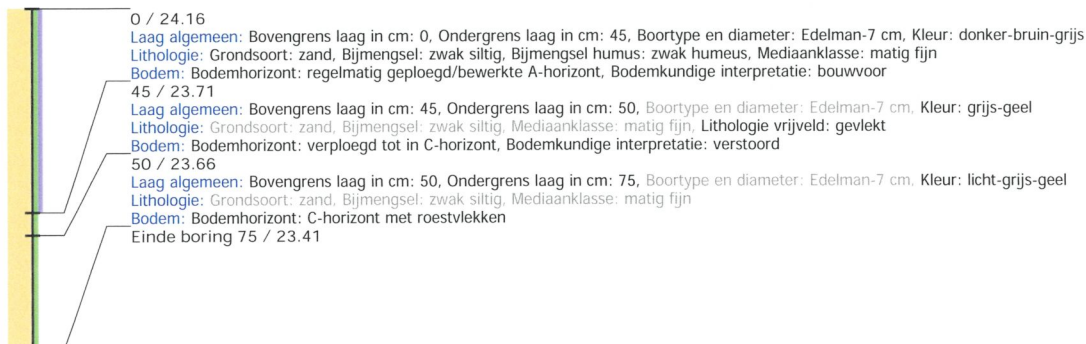 0 / 24.16
Laag algemeen: Bovengrens laag in cm: 0, Ondergrens laag in cm: 45, Boortype en diameter: Edelman-7 cm, Kleur: donker-bruin-grijs
Lithologie: Grondsoort: zand, Bijmengsel: zwak siltig, Bijmengsel humus: zwak humeus, Mediaanklasse: matig fijn
Bodem: Bodemhorizont: regelmatig geploegd/bewerkte A-horizont, Bodemkundige interpretatie: bouwvoor
45 / 23.71
Laag algemeen: Bovengrens laag in cm: 45, Ondergrens laag in cm: 50, Boortype en diameter: Edelman-7 cm, Kleur: grijs-geel
Lithologie: Grondsoort: zand, Bijmengsel: zwak siltig, Mediaanklasse: matig fijn, Lithologie vrijveld: gevlekt
Bodem: Bodemhorizont: verploegd tot in C-horizont, Bodemkundige interpretatie: verstoord
50 / 23.66
Laag algemeen: Bovengrens laag in cm: 50, Ondergrens laag in cm: 75, Boortype en diameter: Edelman-7 cm, Kleur: licht-grijs-geel
Lithologie: Grondsoort: zand, Bijmengsel: zwak siltig, Mediaanklasse: matig fijn
Bodem: Bodemhorizont: C-horizont met roestvlekken
Einde boring 75 / 23.41